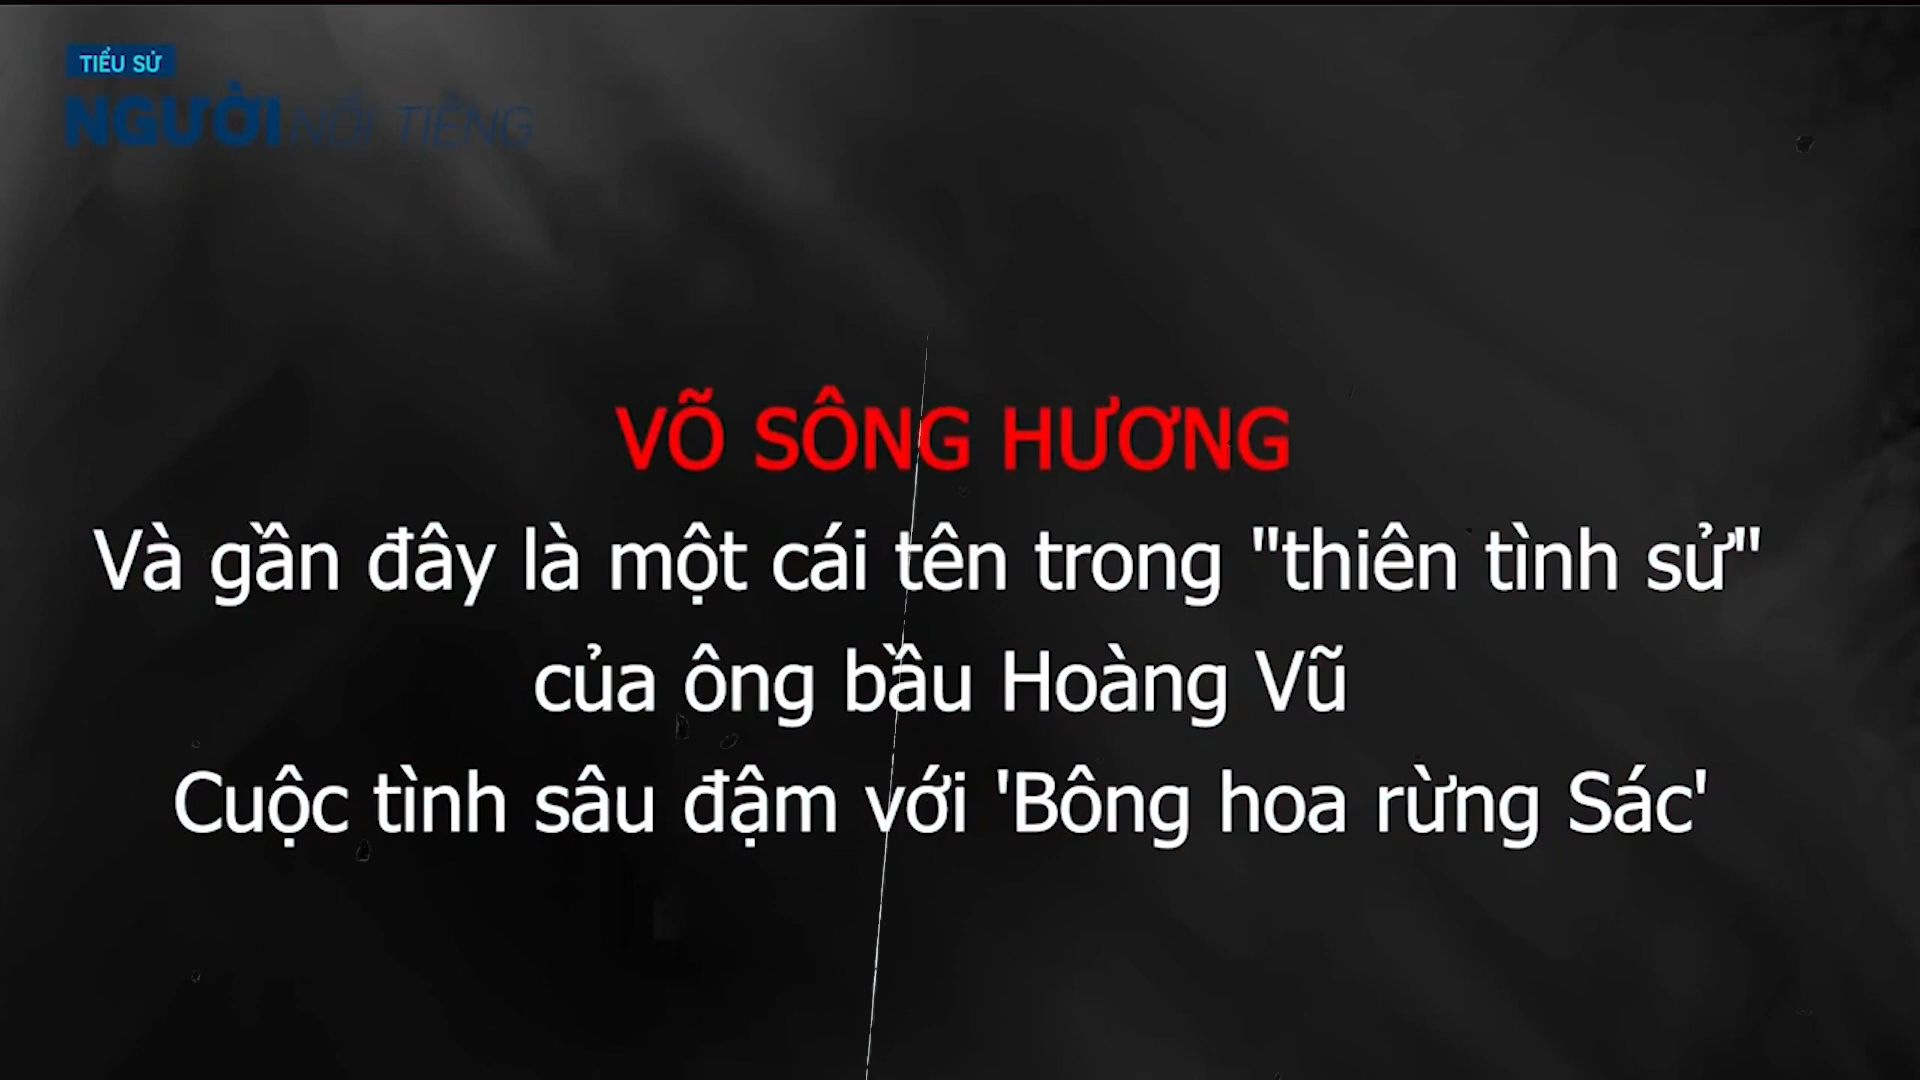 TIỂU SỬ
NGƯỜI NỔI TIẾNG
VÕ SÔNG HƯƠNG
Và gần đây là một cái tên trong "thiên tình sử"
của ông bầu Hoàng Vũ
Cuộc tình sâu đậm với 'Bông hoa rừng Sác'